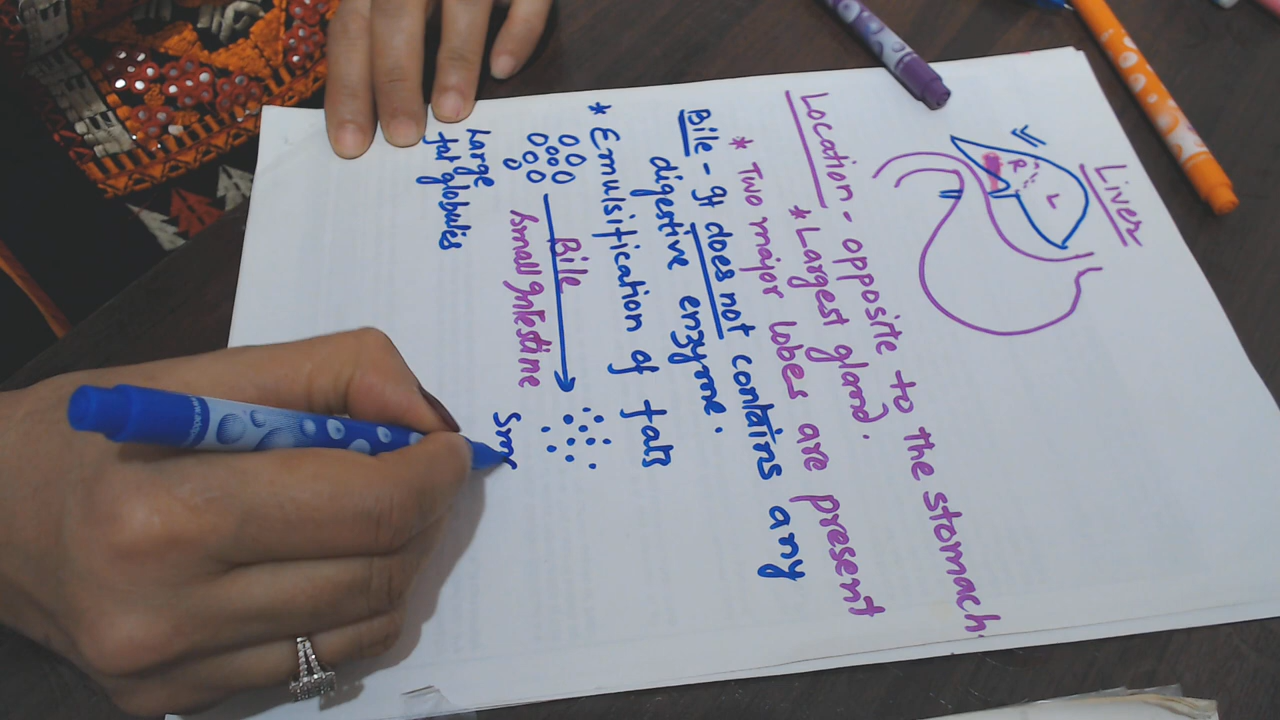 Liver
R
L
Location - opposite to the stomach.
* Largest gland.
* Two major lobes are present
Bile - It does not contains any
digestive enzyme.
* Emulsification of fats
Bile
Small Intestine
Large
fat globules
Sm